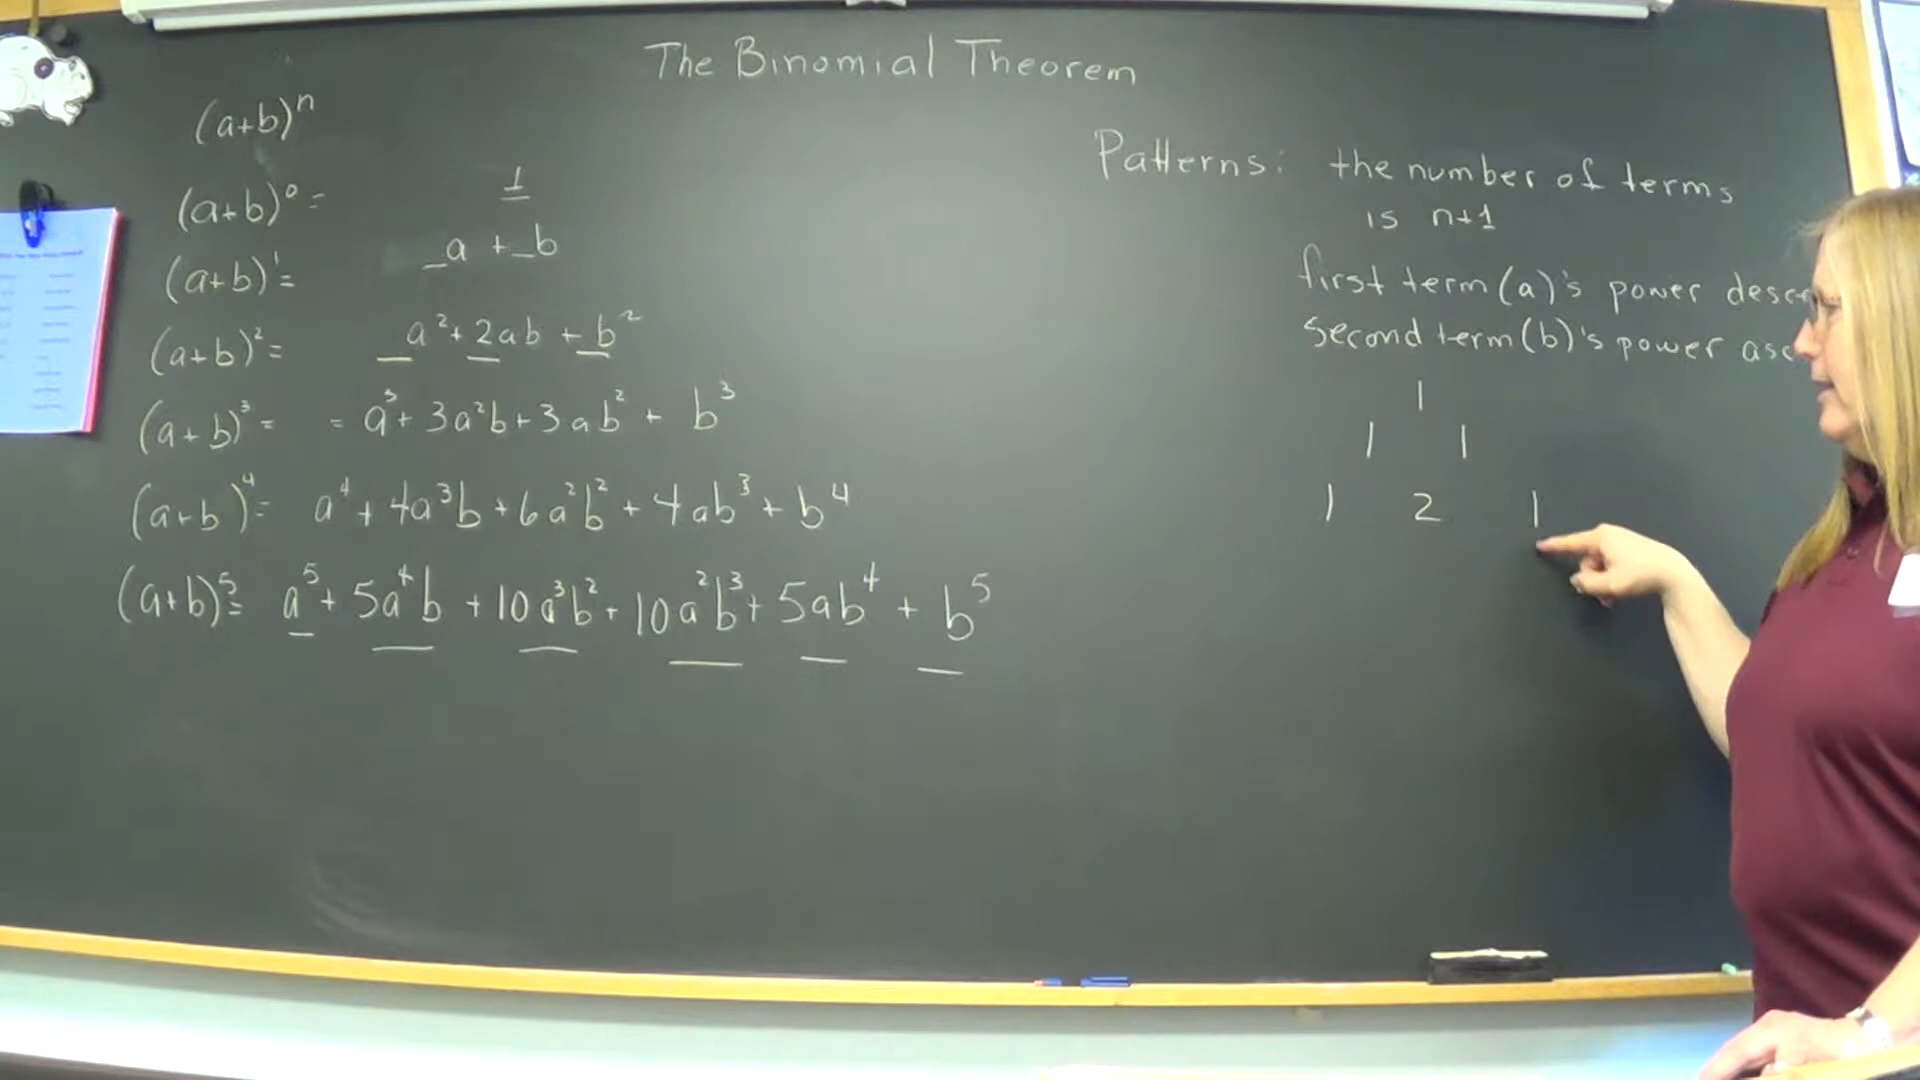 The Binomial Theorem
(a+b)^n
(a+b)^0 = 1
(a+b)^1 = _a + _b
(a+b)^2 = _a^2 + 2ab + b^2
(a+b)^3 = = a^3 + 3a^2b + 3ab^2 + b^3
(a+b)^4 = a^4 + 4a^3b + 6a^2b^2 + 4ab^3 + b^4
(a+b)^5 = a^5 + 5a^4b + 10a^3b^2 + 10a^2b^3 + 5ab^4 + b^5
Patterns: the number of terms
is n+1
first term (a)'s power
second term (b)'s power
1
1 1
1 2 1